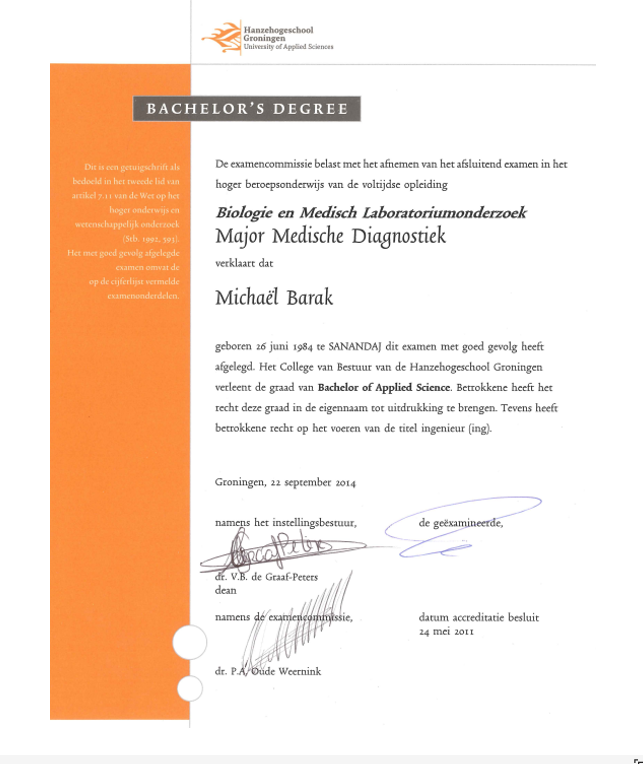 Hanzehogeschool
Groningen
University of Applied Sciences
BACHELOR'S DEGREE
Dit is een getuigschrift als
bedoeld in het tweede lid van
artikel 7.11 van de Wet op het
hoger onderwijs en
wetenschappelijk onderzoek
(Stb. 1992, 593).
Het met goed gevolg afgelegde
examen omvat de
op de cijferlijst vermelde
examenonderdelen.
De examencommissie belast met het afnemen van het afsluitend examen in het
hoger beroepsonderwijs van de voltijdse opleiding
Biologie en Medisch Laboratoriumonderzoek
Major Medische Diagnostiek
verklaart dat
Michaël Barak
geboren 26 juni 1984 te SANANDAJ dit examen met goed gevolg heeft
afgelegd. Het College van Bestuur van de Hanzehogeschool Groningen
verleent de graad van Bachelor of Applied Science. Betrokkene heeft het
recht deze graad in de eigennaam tot uitdrukking te brengen. Tevens heeft
betrokkene recht op het voeren van de titel ingenieur (ing).
Groningen, 22 september 2014
namens het instellingsbestuur,
de geëxamineerde,
dr. V.B. de Graaf-Peters
dean
namens de examencommissie,
datum accreditatie besluit
24 mei 2011
dr. P.A. Oude Weernink